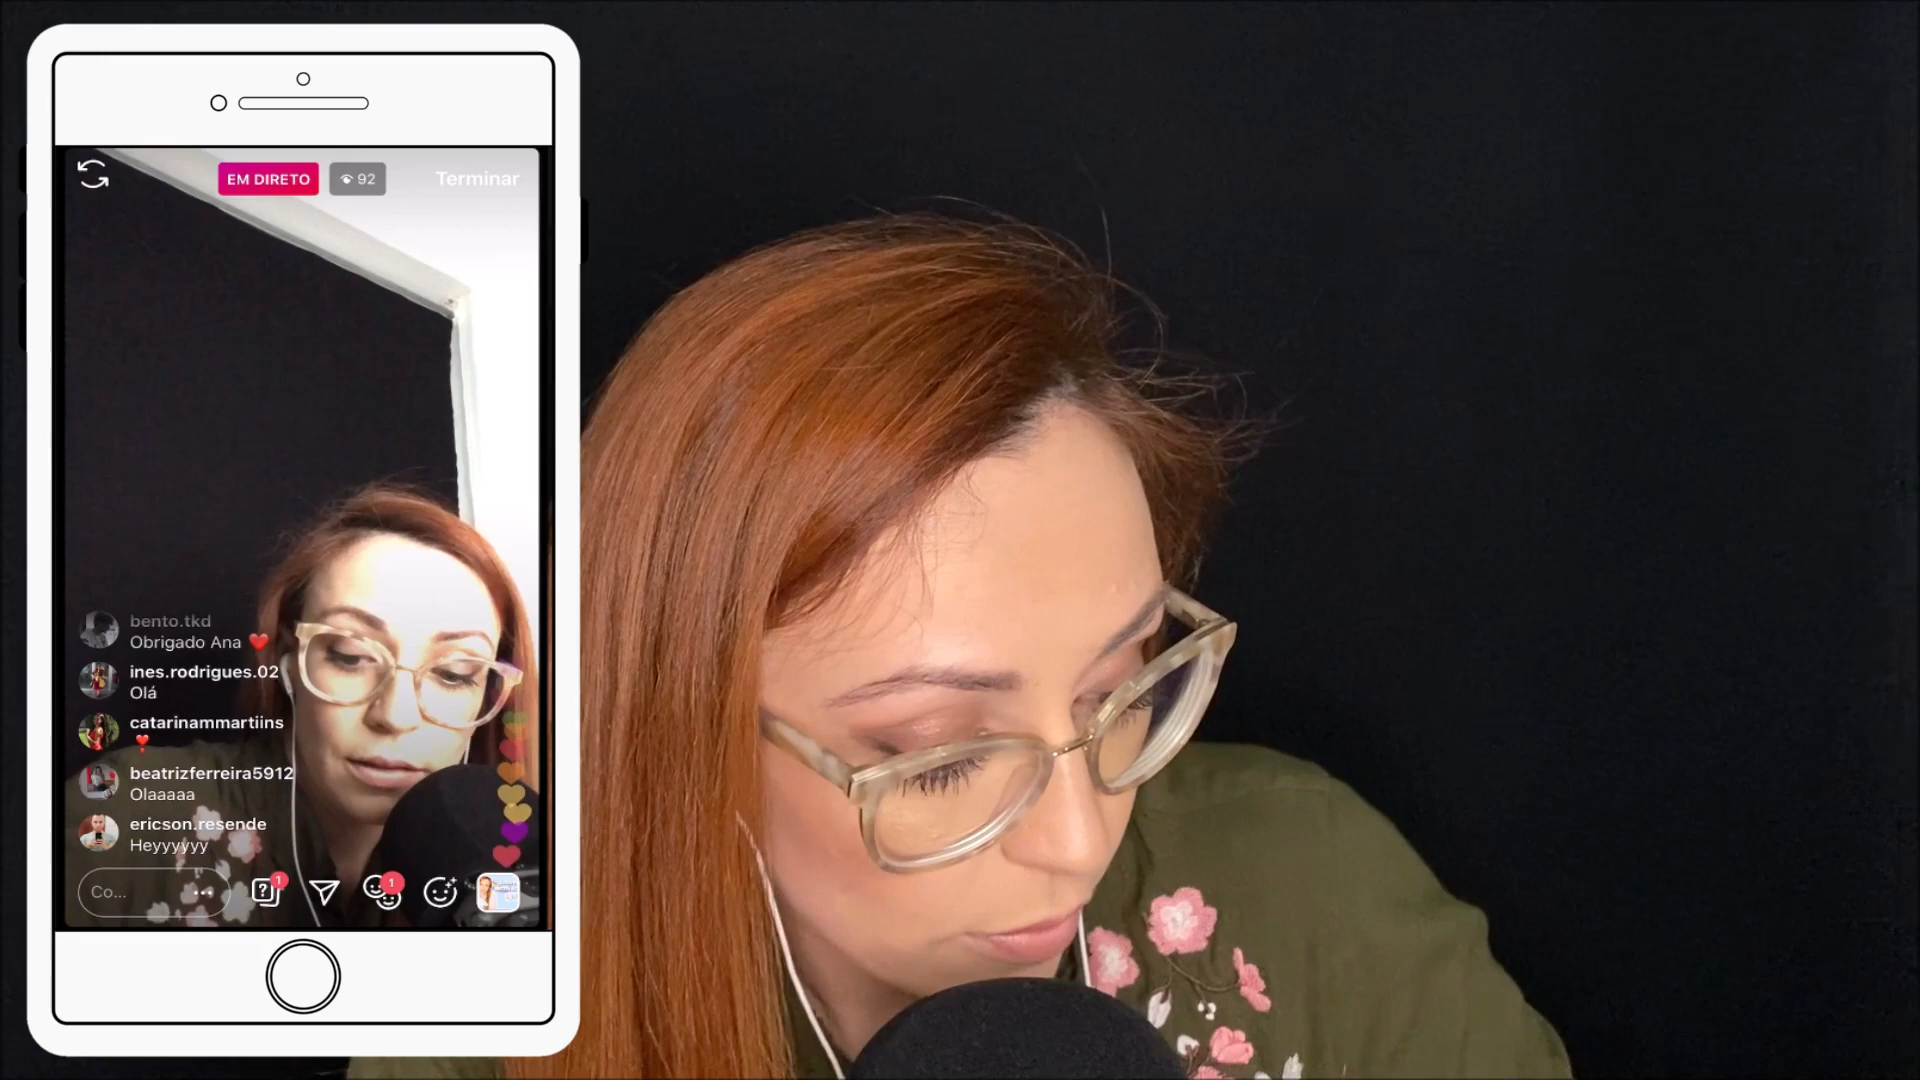 EM DIRETO
92
Terminar
bento.tkd
Obrigado Ana ❤️
ines.rodrigues.02
Olá
catarinammartiins
❣️
beatrizferreira5912
Olaaaaa
ericson.resende
Heyyyyyy
Co...
1
1